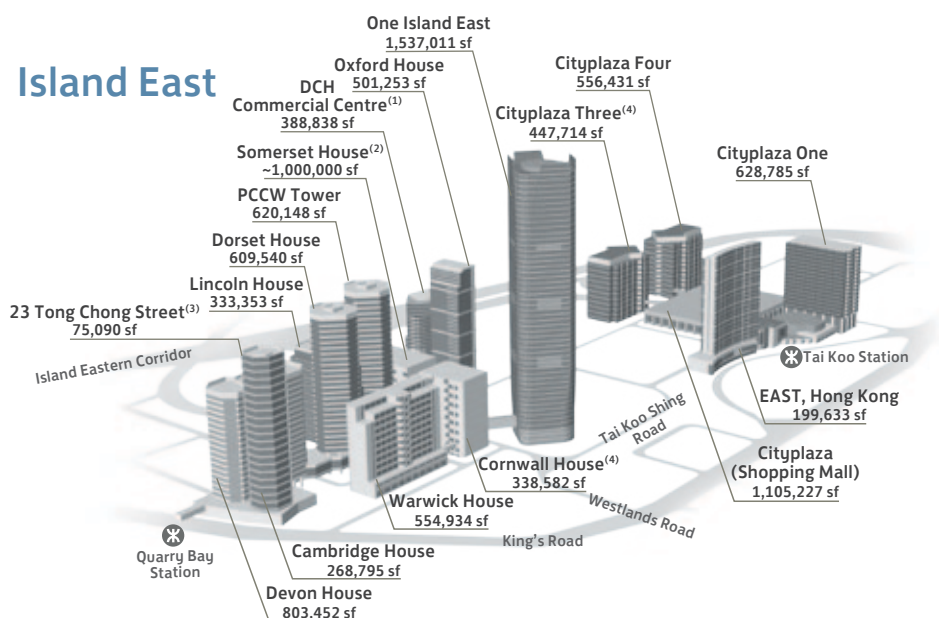 Island East
One Island East
1,537,011 sf
Oxford House
501,253 sf
DCH
Commercial Centre(1)
388,838 sf
Somerset House(2)
~1,000,000 sf
PCCW Tower
620,148 sf
Dorset House
609,540 sf
Lincoln House
333,353 sf
23 Tong Chong Street(3)
75,090 sf
Cityplaza Four
556,431 sf
Cityplaza Three(4)
447,714 sf
Cityplaza One
628,785 sf
Island Eastern Corridor
Tai Koo Station
EAST, Hong Kong
199,633 sf
Tai Koo Shing
Road
Cityplaza
(Shopping Mall)
1,105,227 sf
Cornwall House(4)
338,582 sf
Warwick House
554,934 sf
Westlands Road
King's Road
Quarry Bay
Station
Cambridge House
268,795 sf
Devon House
803,452 sf